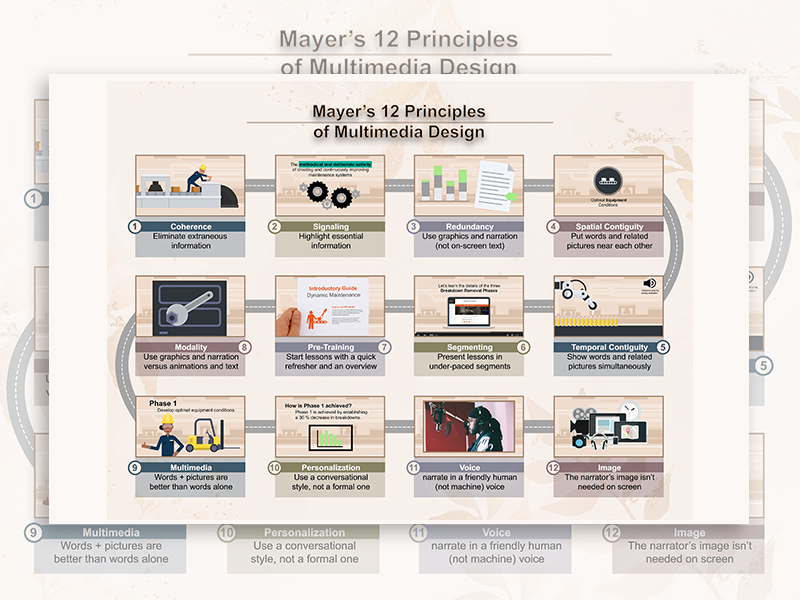 Mayer's 12 Principles
of Multimedia Design
Mayer's 12 Principles
of Multimedia Design
The methodical and deliberate activity
of creating and continuously improving
maintenance systems
Optimal Equipment
Conditions
1 Coherence
Eliminate extraneous
information
2 Signaling
Highlight essential
information
3 Redundancy
Use graphics and narration
(not on-screen text)
4 Spatial Contiguity
Put words and related
pictures near each other
1
Introductory Guide
Dynamic Maintenance
Let's learn the details of the three
Breakdown Removal Phases
Modality 8
Use graphics and narration
versus animations and text
Pre-Training 7
Start lessons with a quick
refresher and an overview
Segmenting 6
Present lessons in
under-paced segments
Temporal Contiguity 5
Show words and related
pictures simultaneously
5
Phase 1
Develop optimal equipment conditions
How is Phase 1 achieved?
Phase 1 is achieved by establishing
a 30 % decrease in breakdowns.
9 Multimedia
Words + pictures are
better than words alone
10 Personalization
Use a conversational
style, not a formal one
11 Voice
narrate in a friendly human
(not machine) voice
12 Image
The narrator's image isn't
needed on screen
9 Multimedia
Words + pictures are
better than words alone
10 Personalization
Use a conversational
style, not a formal one
11 Voice
narrate in a friendly human
(not machine) voice
12 Image
The narrator's image isn't
needed on screen